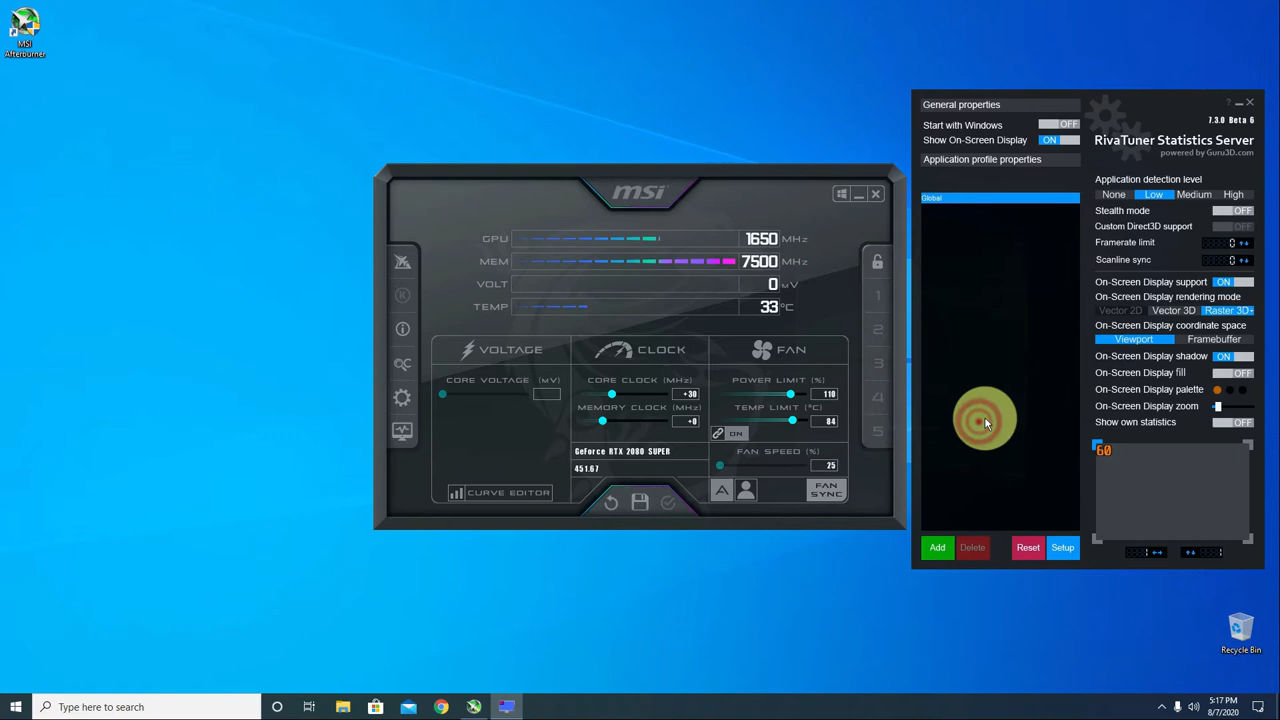 MSI
Afterburner
msi
GPU 1650 MHz
MEM 7500 MHz
VOLT 0 mV
TEMP 33 °C
VOLTAGE
CLOCK
FAN
CORE VOLTAGE (MV)
CORE CLOCK (MHz) +30
MEMORY CLOCK (MHz) +0
POWER LIMIT (%) 110
TEMP LIMIT (°C) 84
ON
GeForce RTX 2080 SUPER
451.67
FAN SPEED (%) 25
CURVE EDITOR
A
FAN
SYNC
K
i
OC
1
2
3
4
5
General properties
Start with Windows OFF
Show On-Screen Display ON
Application profile properties
Global
Add Delete Reset Setup
?
7.3.0 Beta 6
RivaTuner Statistics Server
powered by Guru3D.com
Application detection level
None Low Medium High
Stealth mode OFF
Custom Direct3D support OFF
Framerate limit 0
Scanline sync 0
On-Screen Display support ON
On-Screen Display rendering mode
Vector 2D Vector 3D Raster 3D
On-Screen Display coordinate space
Viewport Framebuffer
On-Screen Display shadow ON
On-Screen Display fill OFF
On-Screen Display palette
On-Screen Display zoom
Show own statistics OFF
60
1 1
Recycle Bin
Type here to search
5:17 PM
8/7/2020